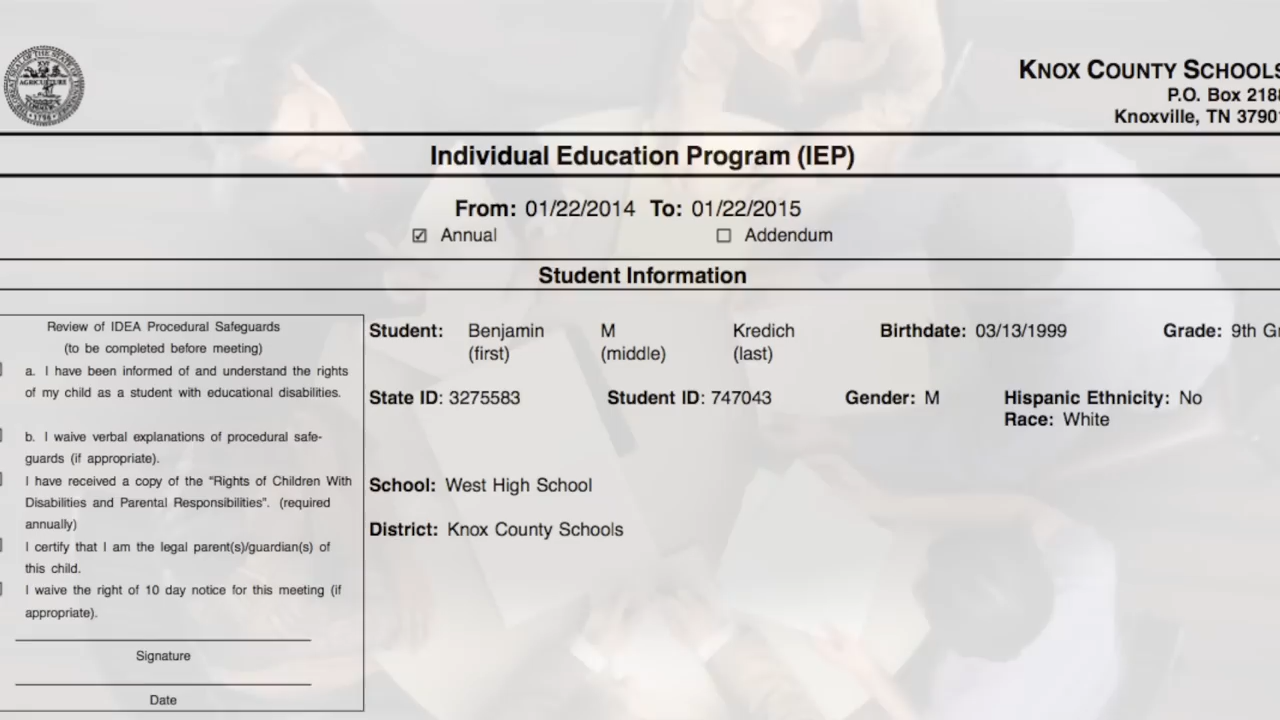 KNOX COUNTY SCHOOLS
P.O. Box 2188
Knoxville, TN 37901
Individual Education Program (IEP)
From: 01/22/2014 To: 01/22/2015
☑ Annual ☐ Addendum
Student Information
Review of IDEA Procedural Safeguards
(to be completed before meeting)
a. I have been informed of and understand the rights
of my child as a student with educational disabilities.
b. I waive verbal explanations of procedural safe-
guards (if appropriate).
I have received a copy of the “Rights of Children With
Disabilities and Parental Responsibilities”. (required
annually)
I certify that I am the legal parent(s)/guardian(s) of
this child.
I waive the right of 10 day notice for this meeting (if
appropriate).
Signature
Date
Student: Benjamin M Kredich Birthdate: 03/13/1999 Grade: 9th Gr
(first) (middle) (last)
State ID: 3275583 Student ID: 747043 Gender: M Hispanic Ethnicity: No
Race: White
School: West High School
District: Knox County Schools